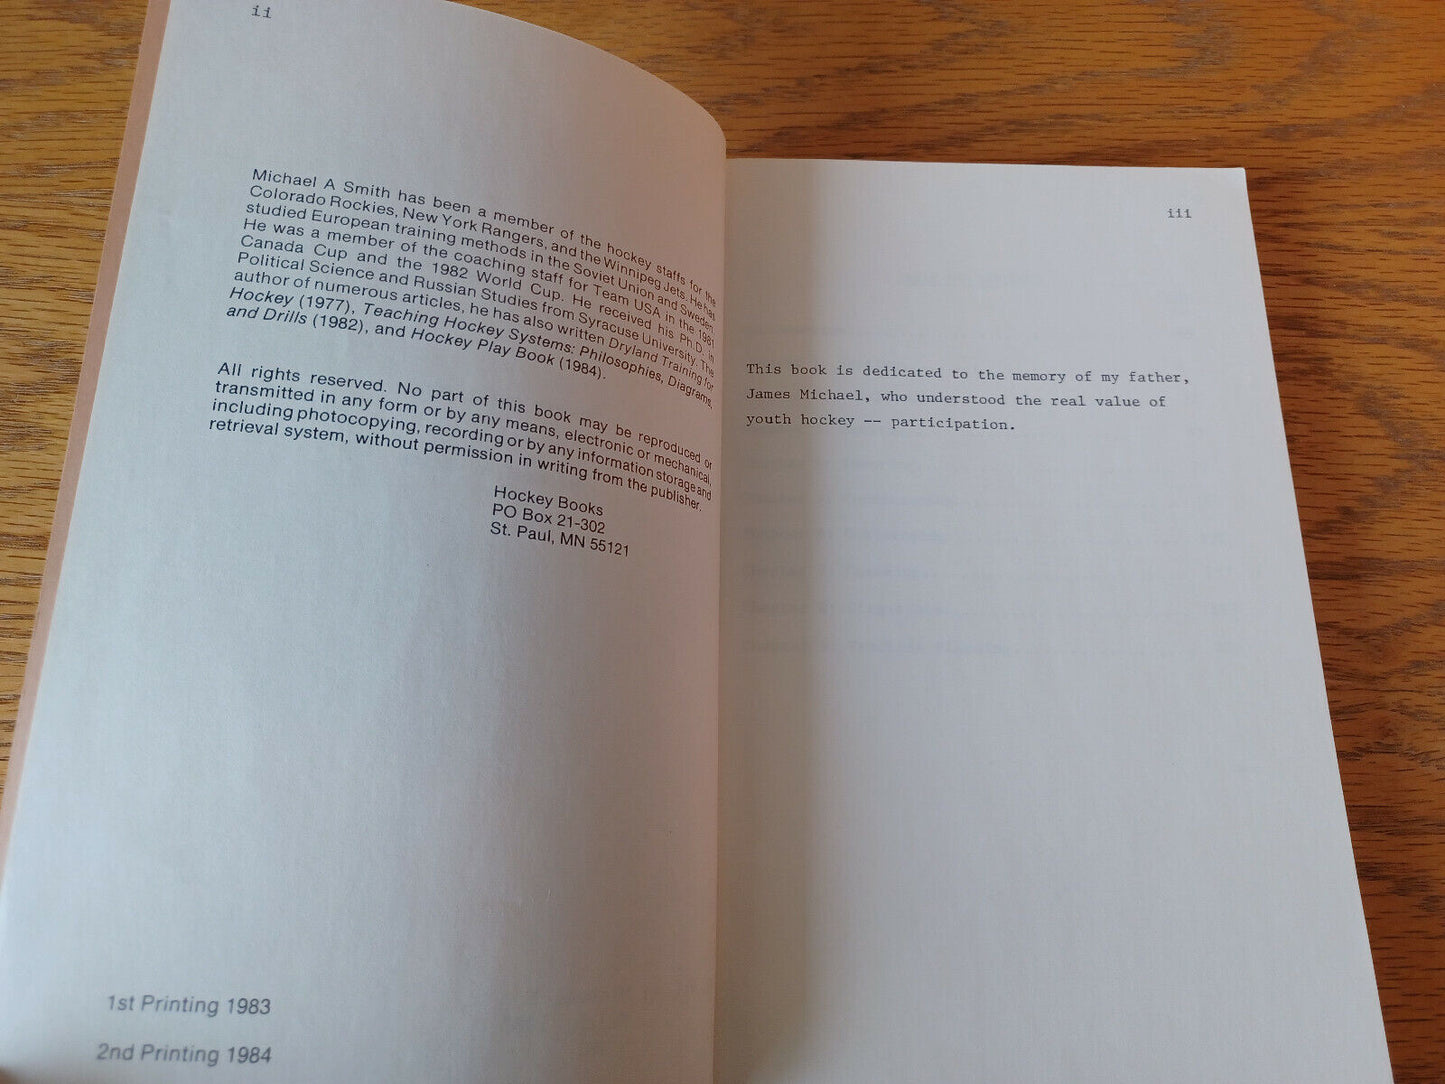 ii
Michael A Smith has been a member of the hockey staffs for the
Colorado Rockies, New York Rangers, and the Winnipeg Jets. He has
studied European training methods in the Soviet Union and Sweden.
He was a member of the coaching staff for Team USA in the 1981
Canada Cup and the 1982 World Cup. He received his Ph.D. in
Political Science and Russian Studies from Syracuse University. The
author of numerous articles, he has also written Dryland Training for
Hockey (1977), Teaching Hockey Systems: Philosophies, Diagrams,
and Drills (1982), and Hockey Play Book (1984).
All rights reserved. No part of this book may be reproduced or
transmitted in any form or by any means, electronic or mechanical,
including photocopying, recording or by any information storage and
retrieval system, without permission in writing from the publisher.
Hockey Books
PO Box 21-302
St. Paul, MN 55121
1st Printing 1983
2nd Printing 1984
iii
This book is dedicated to the memory of my father,
James Michael, who understood the real value of
youth hockey -- participation.